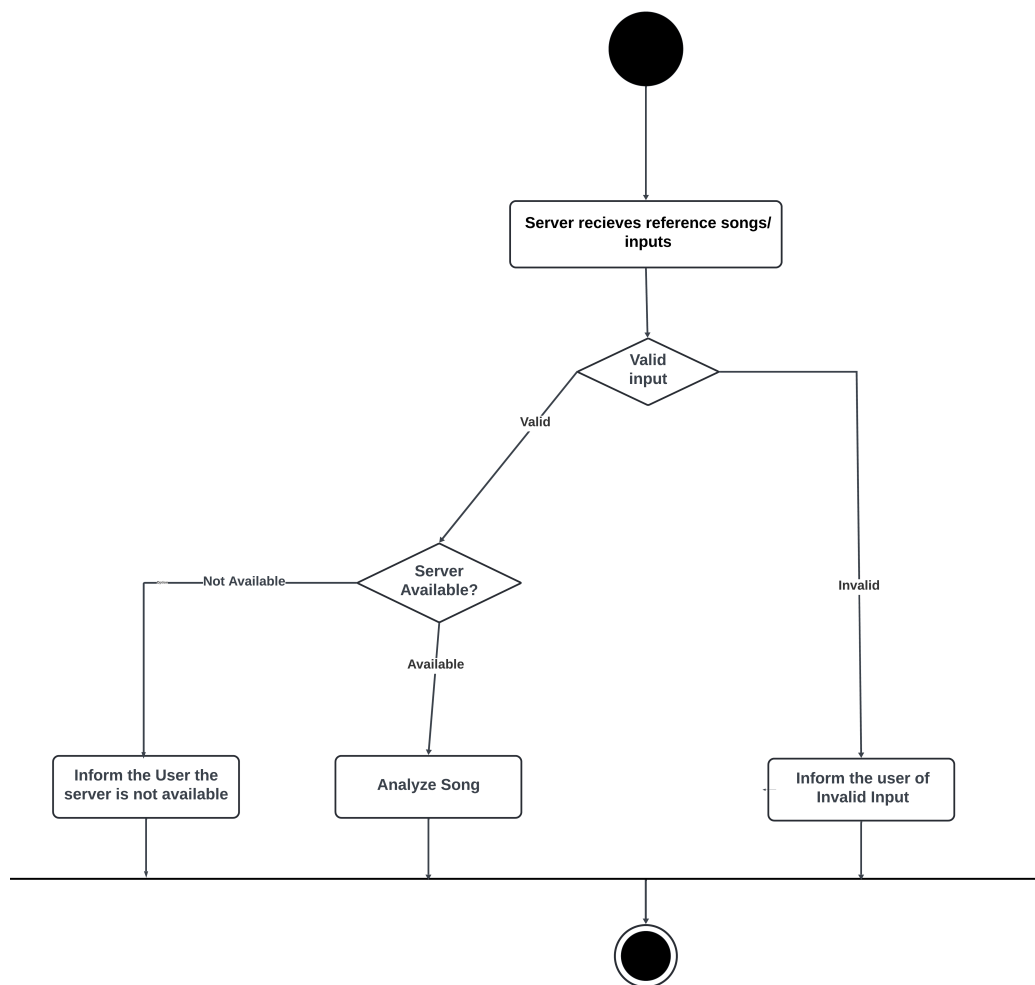 Server recieves reference songs/
inputs
Valid
input
Valid
Server
Available?
Not Available
Invalid
Available
Inform the User the
server is not available
Analyze Song
Inform the user of
Invalid Input